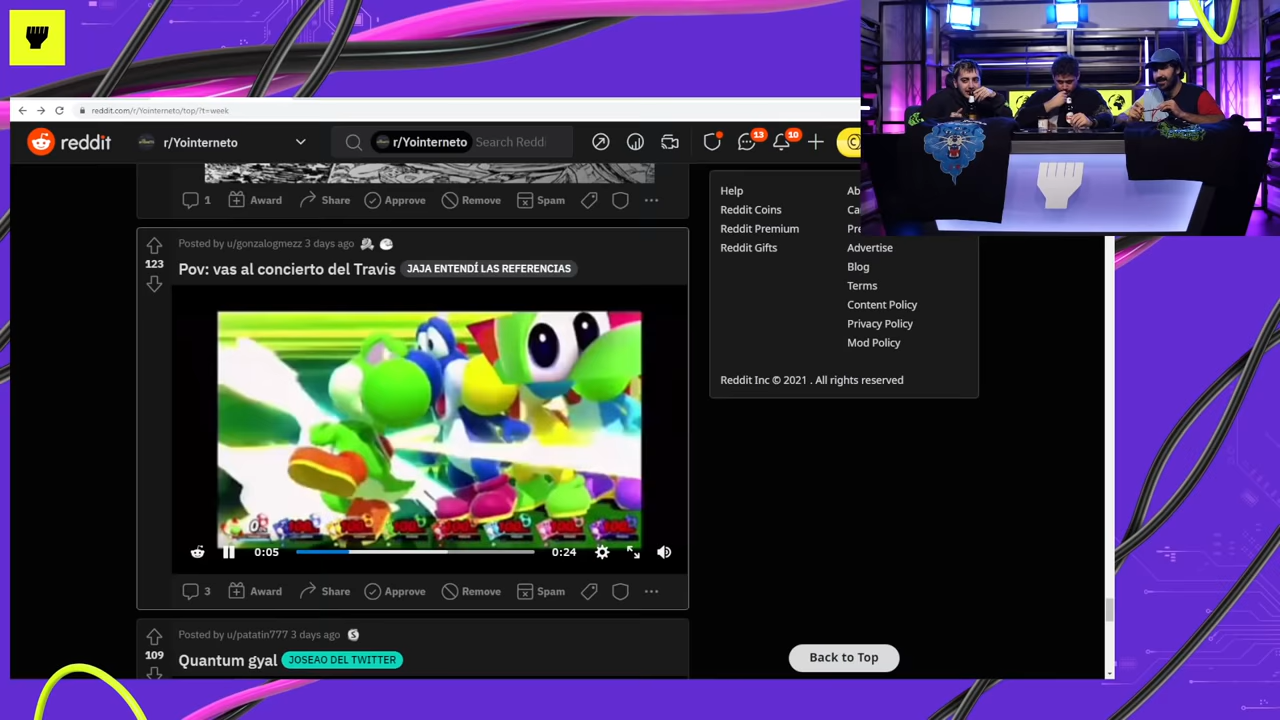 reddit.com/r/Yointerneto/top/?t=week
reddit
r/Yointerneto
r/Yointerneto
Search Reddi
13
10
1
Award
Share
Approve
Remove
Spam
Help
Reddit Coins
Reddit Premium
Reddit Gifts
Ab
Ca
Pre
Advertise
Blog
Terms
Content Policy
Privacy Policy
Mod Policy
Reddit Inc © 2021 . All rights reserved
Posted by u/gonzalogmezz 3 days ago
123
Pov: vas al concierto del Travis
JAJA ENTENDÍ LAS REFERENCIAS
0:05
0:24
3
Award
Share
Approve
Remove
Spam
Posted by u/patatin777 3 days ago
109
Quantum gyal
JOSEAO DEL TWITTER
Back to Top